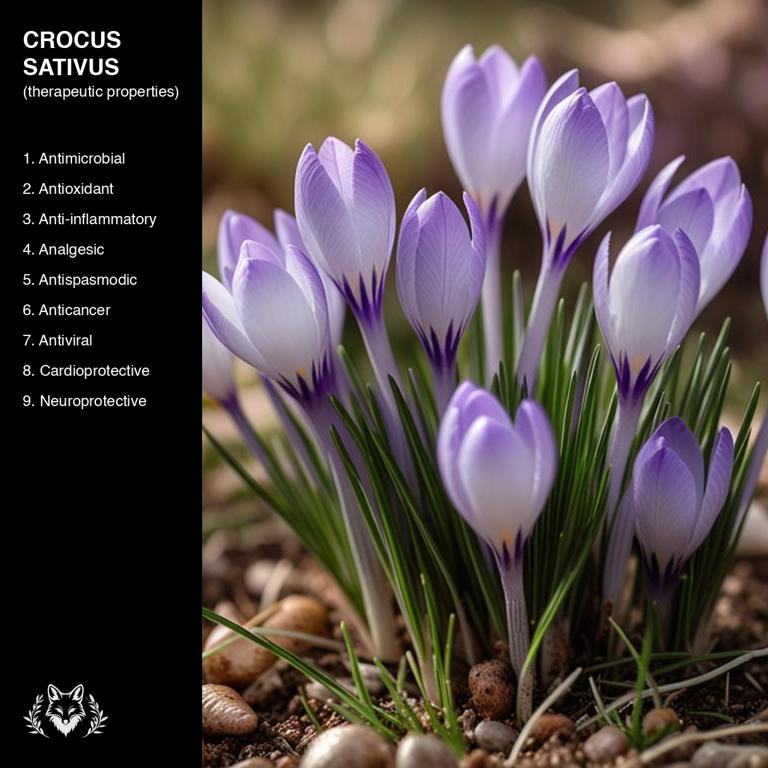 CROCUS
SATIVUS
(therapeutic properties)
1. Antimicrobial
2. Antioxidant
3. Anti-inflammatory
4. Analgesic
5. Antispasmodic
6. Anticancer
7. Antiviral
8. Cardioprotective
9. Neuroprotective